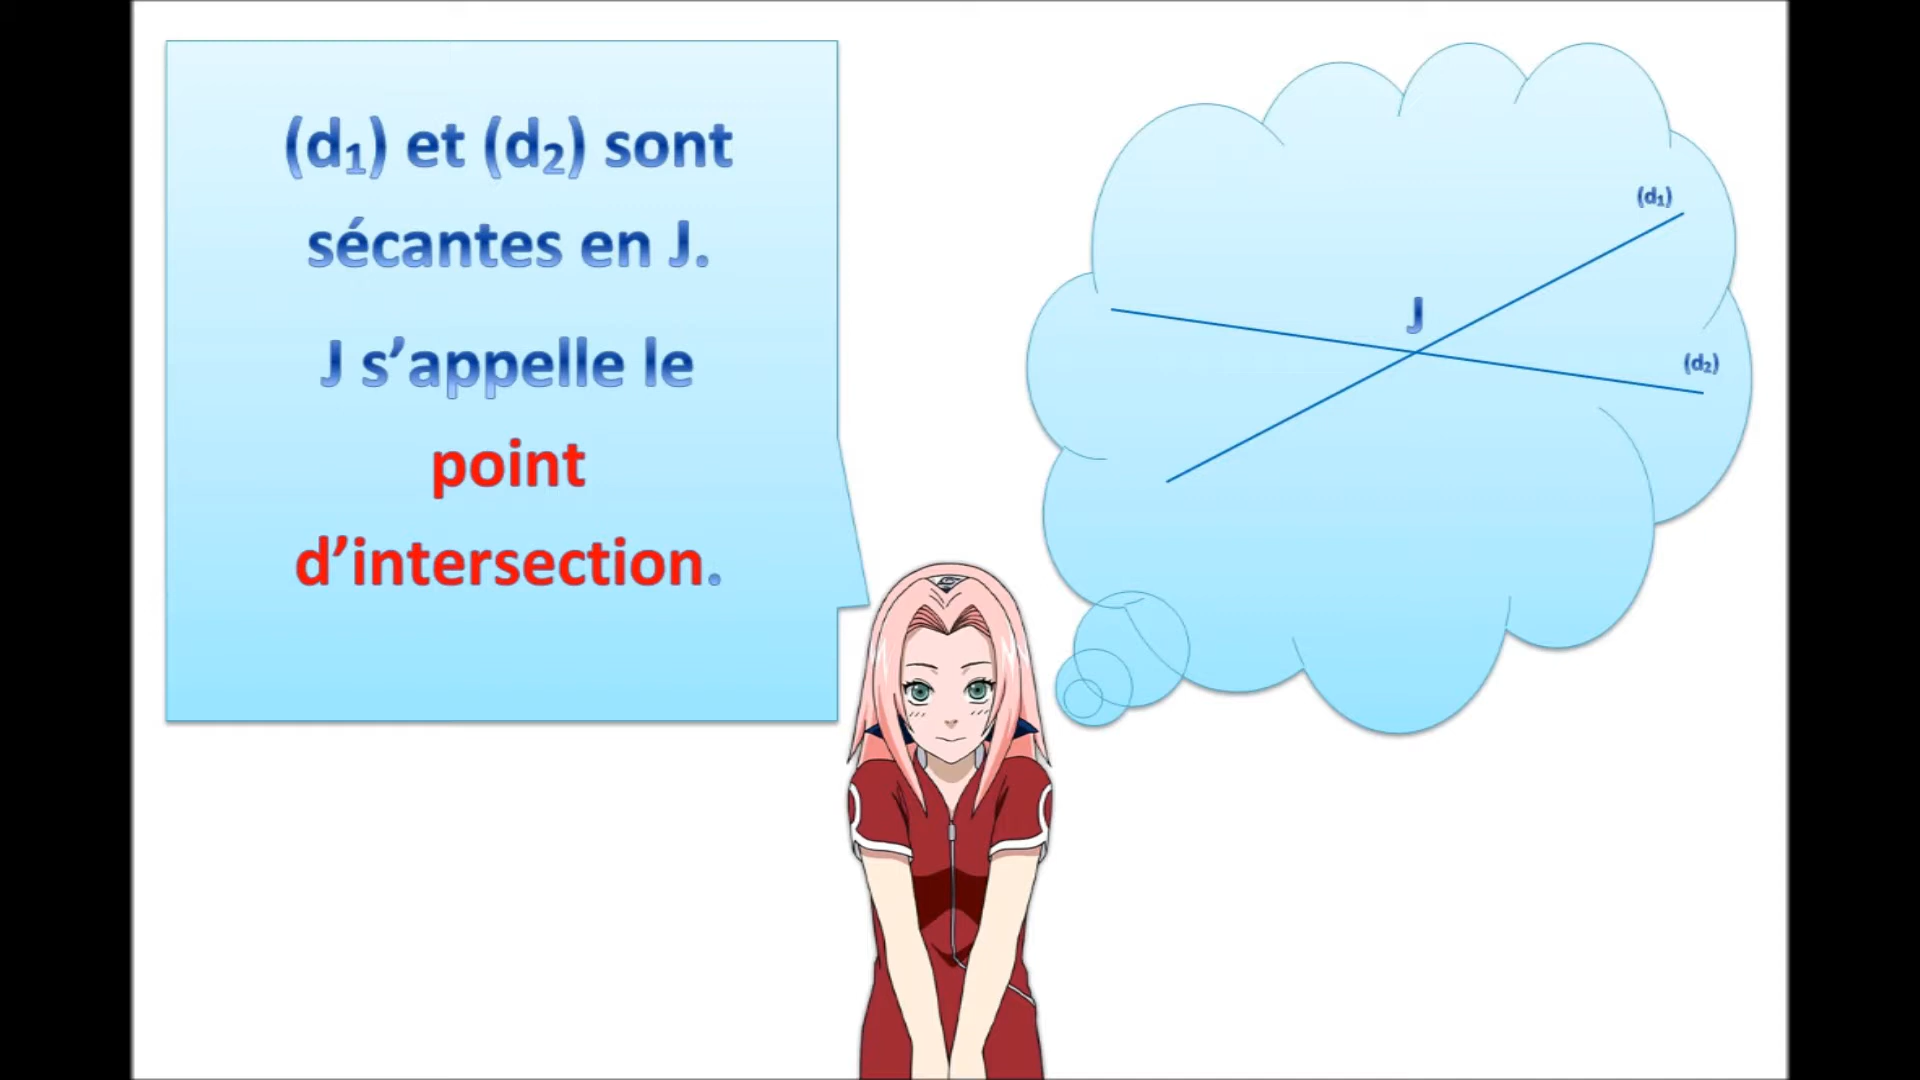 (d₁) et (d₂) sont
sécantes en J.
J s’appelle le
point
d’intersection.
(d₁)
J
(d₂)